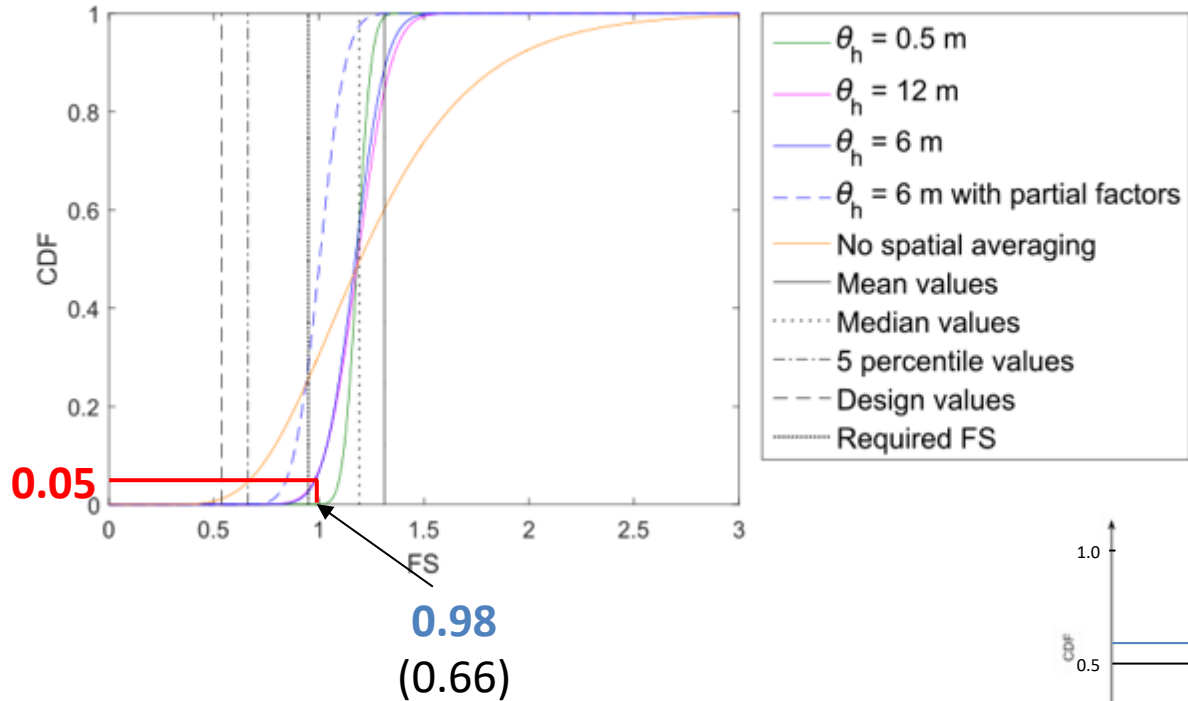 1
0.8
0.6
0.4
0.2
0
CDF
0.05
0
0.5
1
1.5
2
2.5
3
FS
0.98
(0.66)
θh = 0.5 m
θh = 12 m
θh = 6 m
θh = 6 m with partial factors
No spatial averaging
Mean values
Median values
5 percentile values
Design values
Required FS
1.0
CDF
0.5